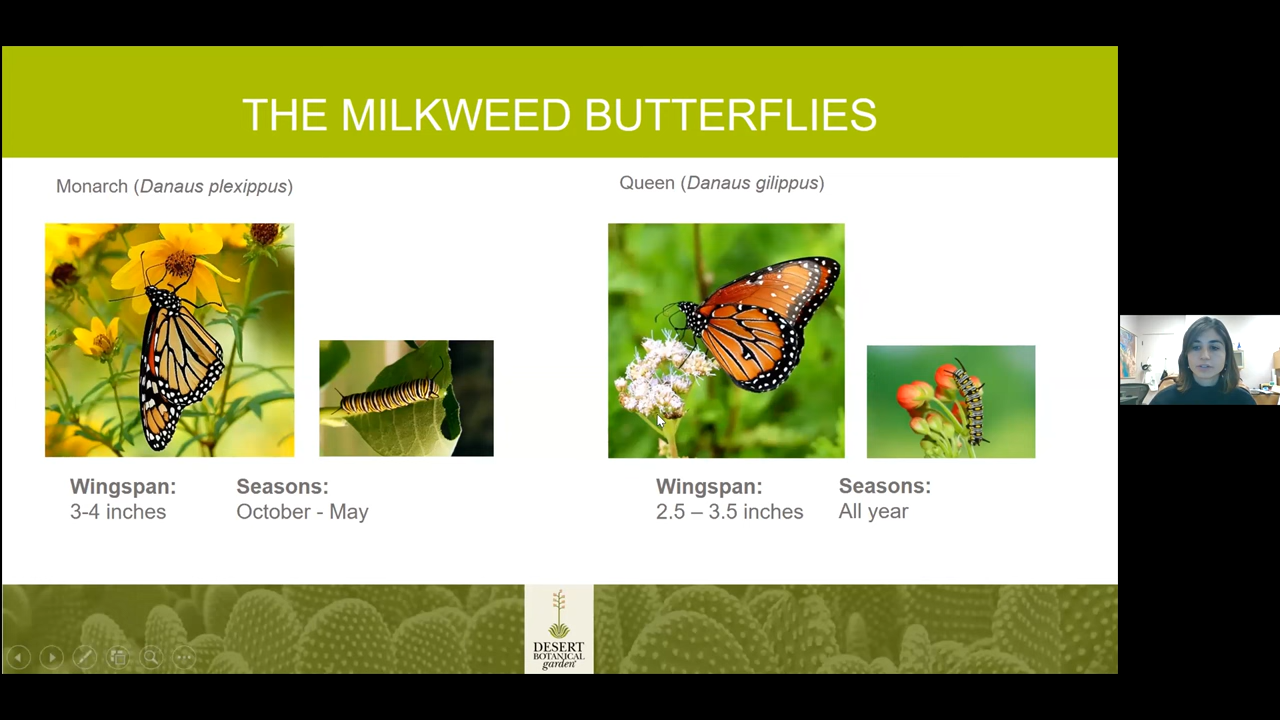 THE MILKWEED BUTTERFLIES
Monarch (Danaus plexippus)
Queen (Danaus gilippus)
Wingspan:
3-4 inches
Seasons:
October - May
Wingspan:
2.5 – 3.5 inches
Seasons:
All year
DESERT
BOTANICAL
garden